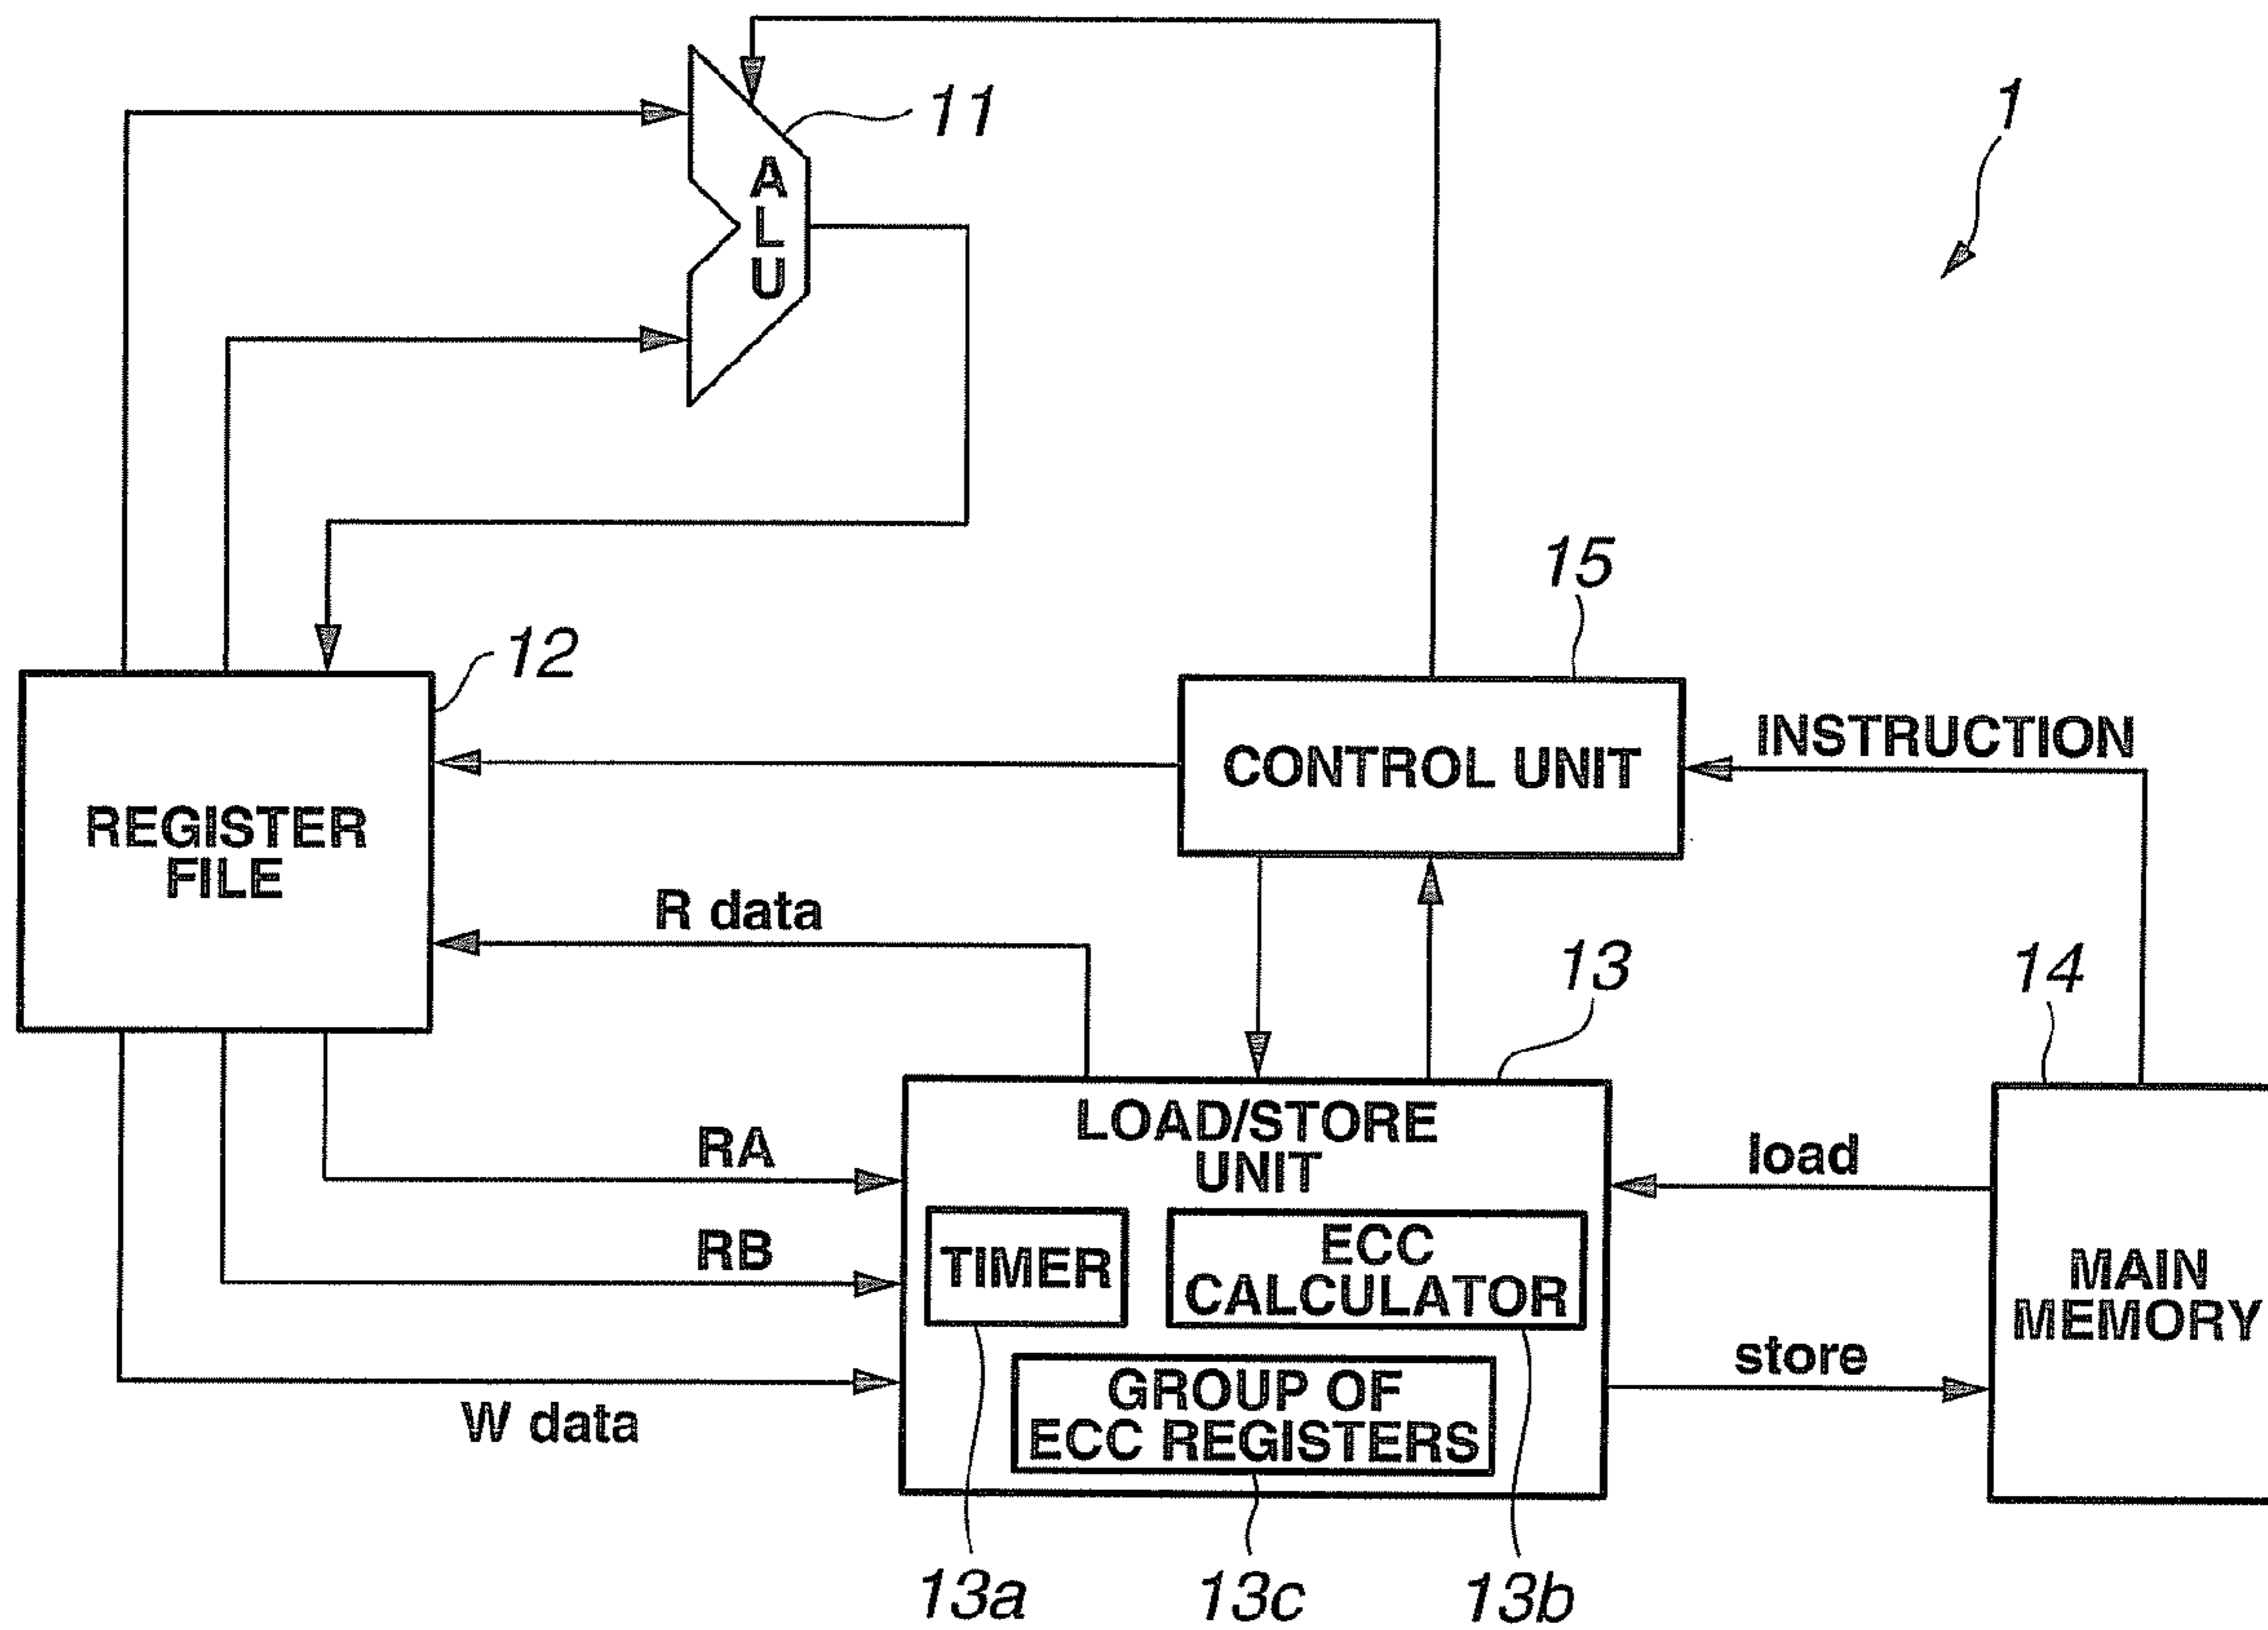 1
11
A
L
U
15
12
INSTRUCTION
CONTROL UNIT
REGISTER
FILE
R data
13
14
LOAD/STORE
UNIT
RA
load
RB
TIMER
ECC
CALCULATOR
MAIN
MEMORY
store
W data
GROUP OF
ECC REGISTERS
13a
13c
13b